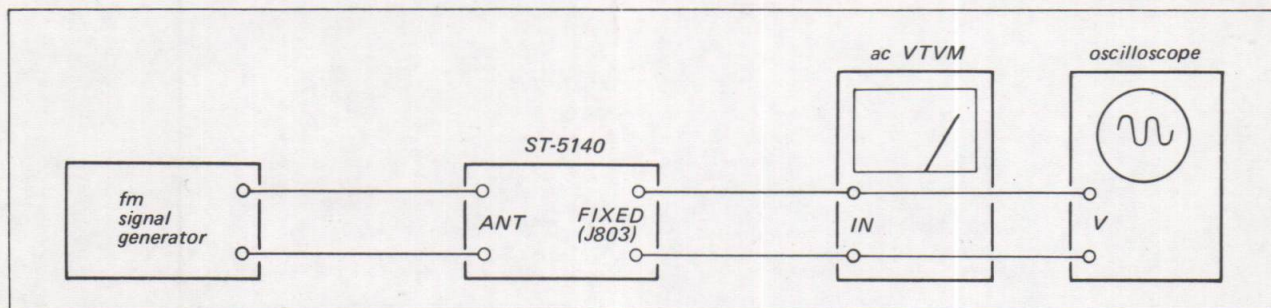 ac VTVM
oscilloscope
ST-5140
fm
signal
generator
ANT
FIXED
(J803)
IN
V